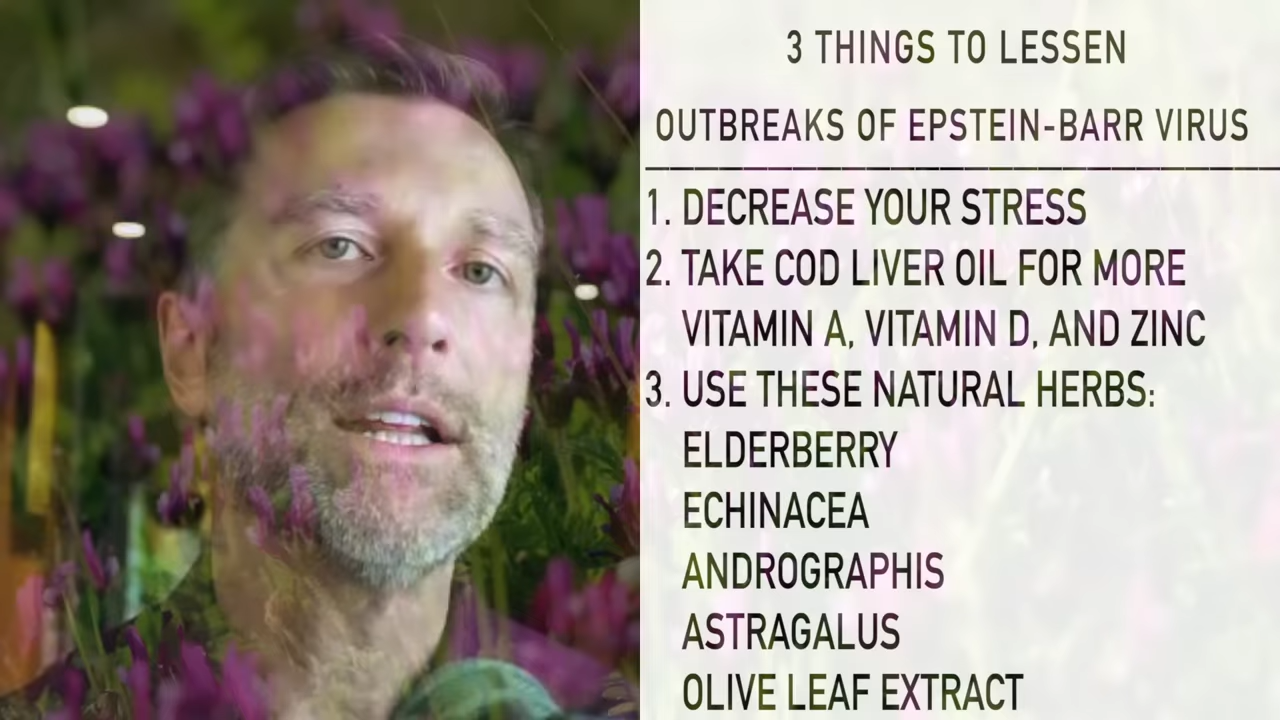 3 THINGS TO LESSEN
OUTBREAKS OF EPSTEIN-BARR VIRUS
1. DECREASE YOUR STRESS
2. TAKE COD LIVER OIL FOR MORE
VITAMIN A, VITAMIN D, AND ZINC
3. USE THESE NATURAL HERBS:
ELDERBERRY
ECHINACEA
ANDROGRAPHIS
ASTRAGALUS
OLIVE LEAF EXTRACT